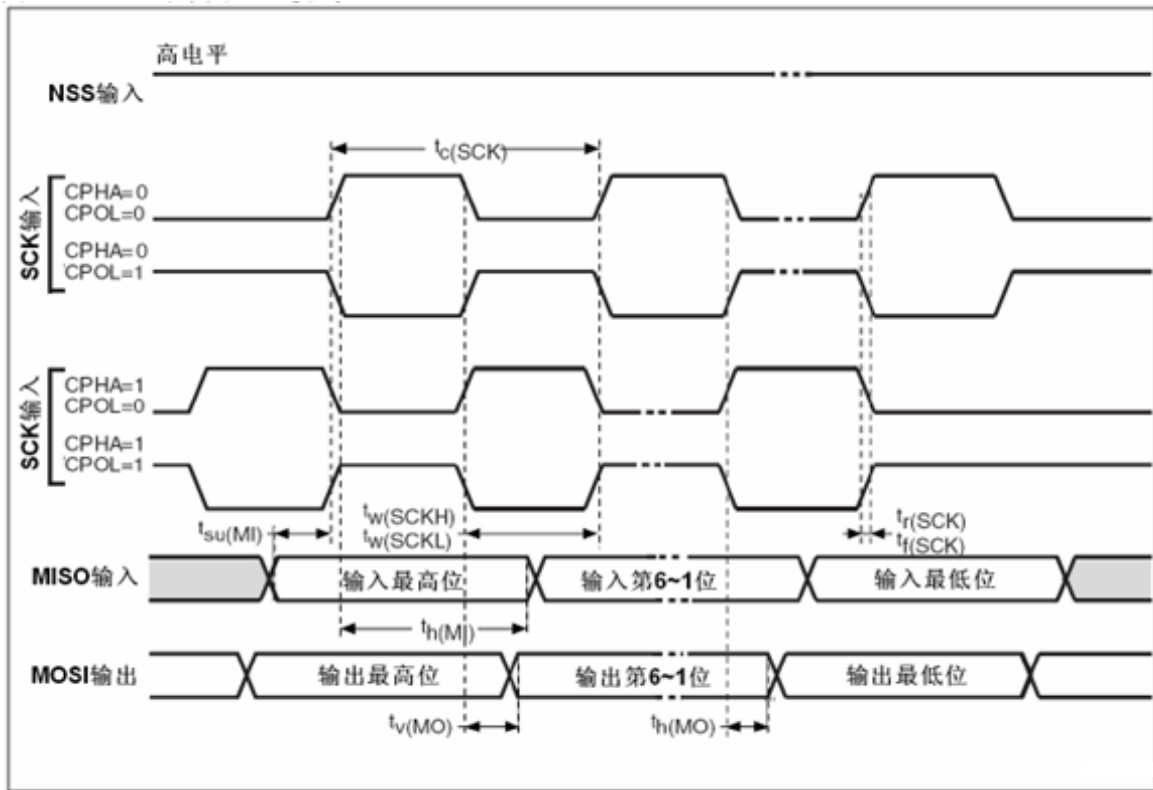 高电平
NSS输入
tc(SCK)
SCK输入
CPHA=0
CPOL=0
CPHA=0
CPOL=1
SCK输入
CPHA=1
CPOL=0
CPHA=1
CPOL=1
tsu(MI)
tw(SCKH)
tw(SCKL)
tr(SCK)
tf(SCK)
MISO输入
输入最高位
输入第6~1位
输入最低位
th(MI)
MOSI输出
输出最高位
输出第6~1位
输出最低位
tv(MO)
th(MO)